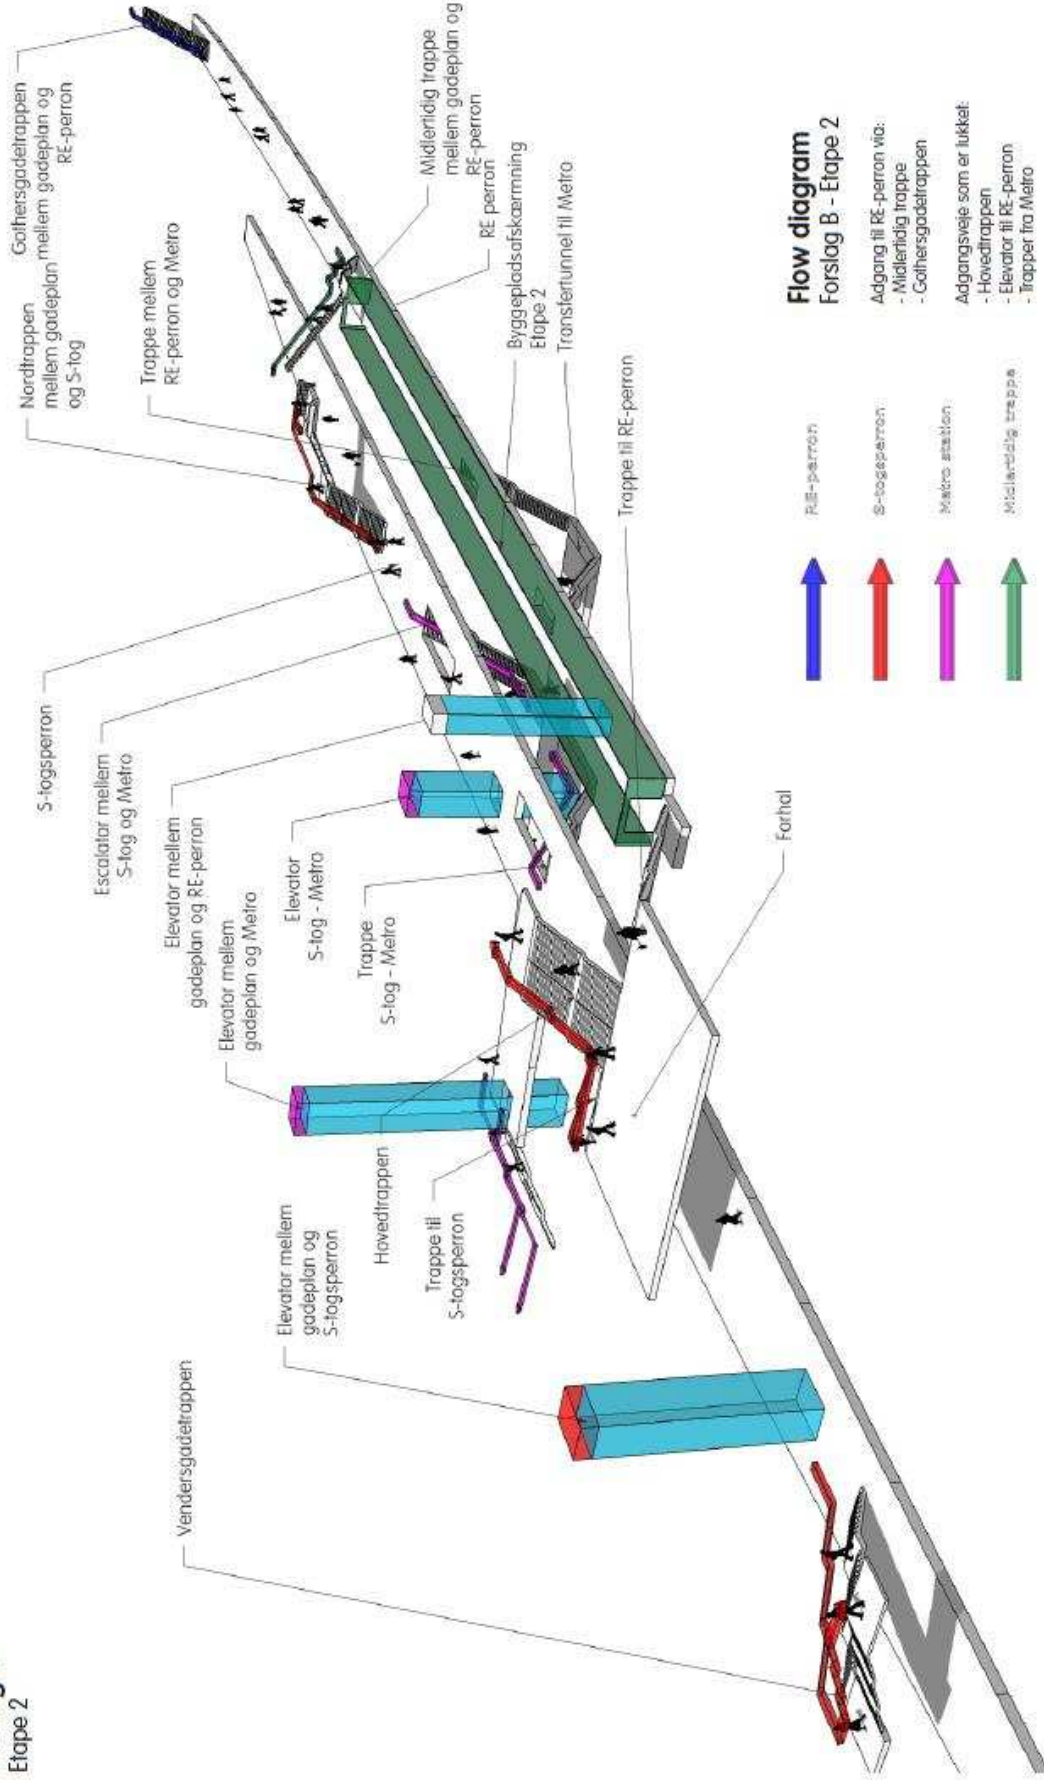 Etape 2
Vendersgadetrappen
Elevator mellem
gadeplan og
S-togsperron
Hovedtrappen
Trappe til
S-togsperron
Elevator mellem
gadeplan og Metro
Elevator mellem
gadeplan og RE-perron
Elevator
S-tog - Metro
Trappe
S-tog - Metro
Escalator mellem
S-tog og Metro
S-togsperron
Nordtrappen
mellem gadeplan
og S-tog
Trappe mellem
RE-perron og Metro
Gothersgadetrappen
mellem gadeplan og
RE-perron
Midlertidig trappe
mellem gadeplan og
RE-perron
RE perron
Byggepladsafskærmning
Etape 2
Transfertunnel til Metro
Trappe til RE-perron
Forhal
RE-perron
S-togsperron
Metro station
Midlertidig trappe
Flow diagram
Forslag B - Etape 2
Adgang til RE-perron via:
- Midlertidig trappe
- Gothersgadetrappen
Adgangsveje som er lukket:
- Hovedtrappen
- Elevator til RE-perron
- Trapper fra Metro